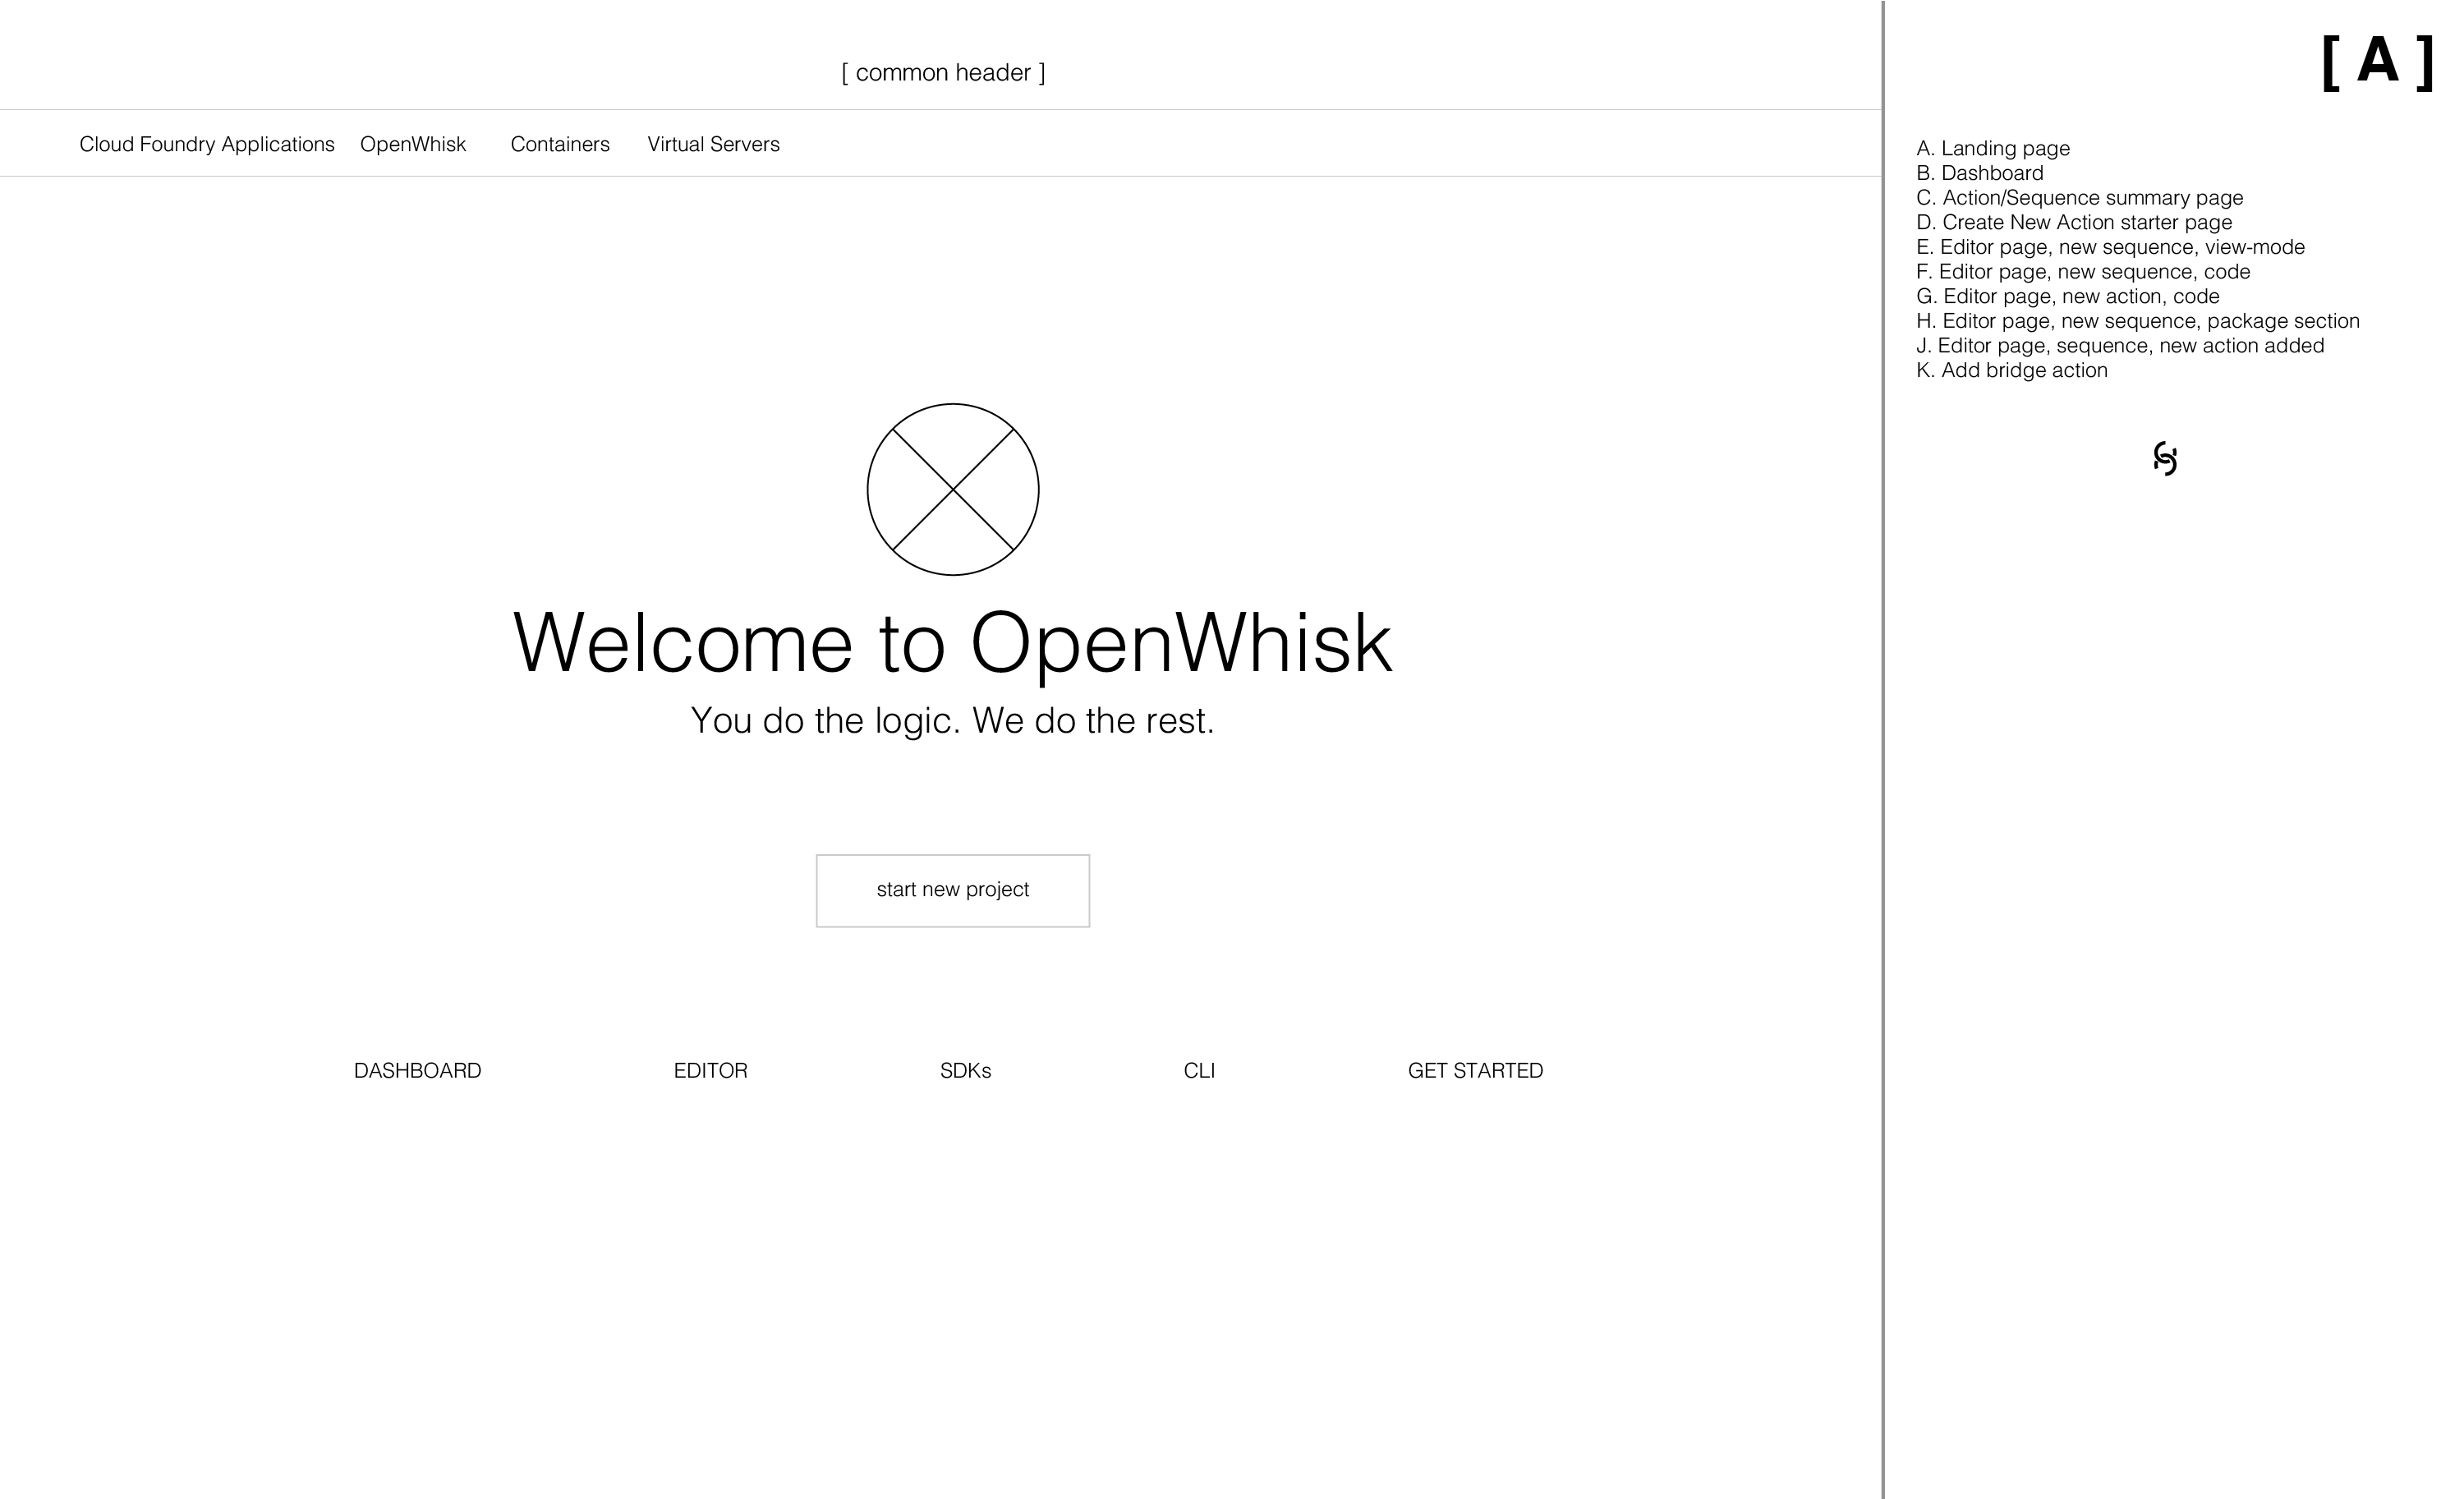 [ common header ]
Cloud Foundry Applications OpenWhisk Containers Virtual Servers
Welcome to OpenWhisk
You do the logic. We do the rest.
start new project
DASHBOARD EDITOR SDKs CLI GET STARTED
[ A ]
A. Landing page
B. Dashboard
C. Action/Sequence summary page
D. Create New Action starter page
E. Editor page, new sequence, view-mode
F. Editor page, new sequence, code
G. Editor page, new action, code
H. Editor page, new sequence, package section
J. Editor page, sequence, new action added
K. Add bridge action